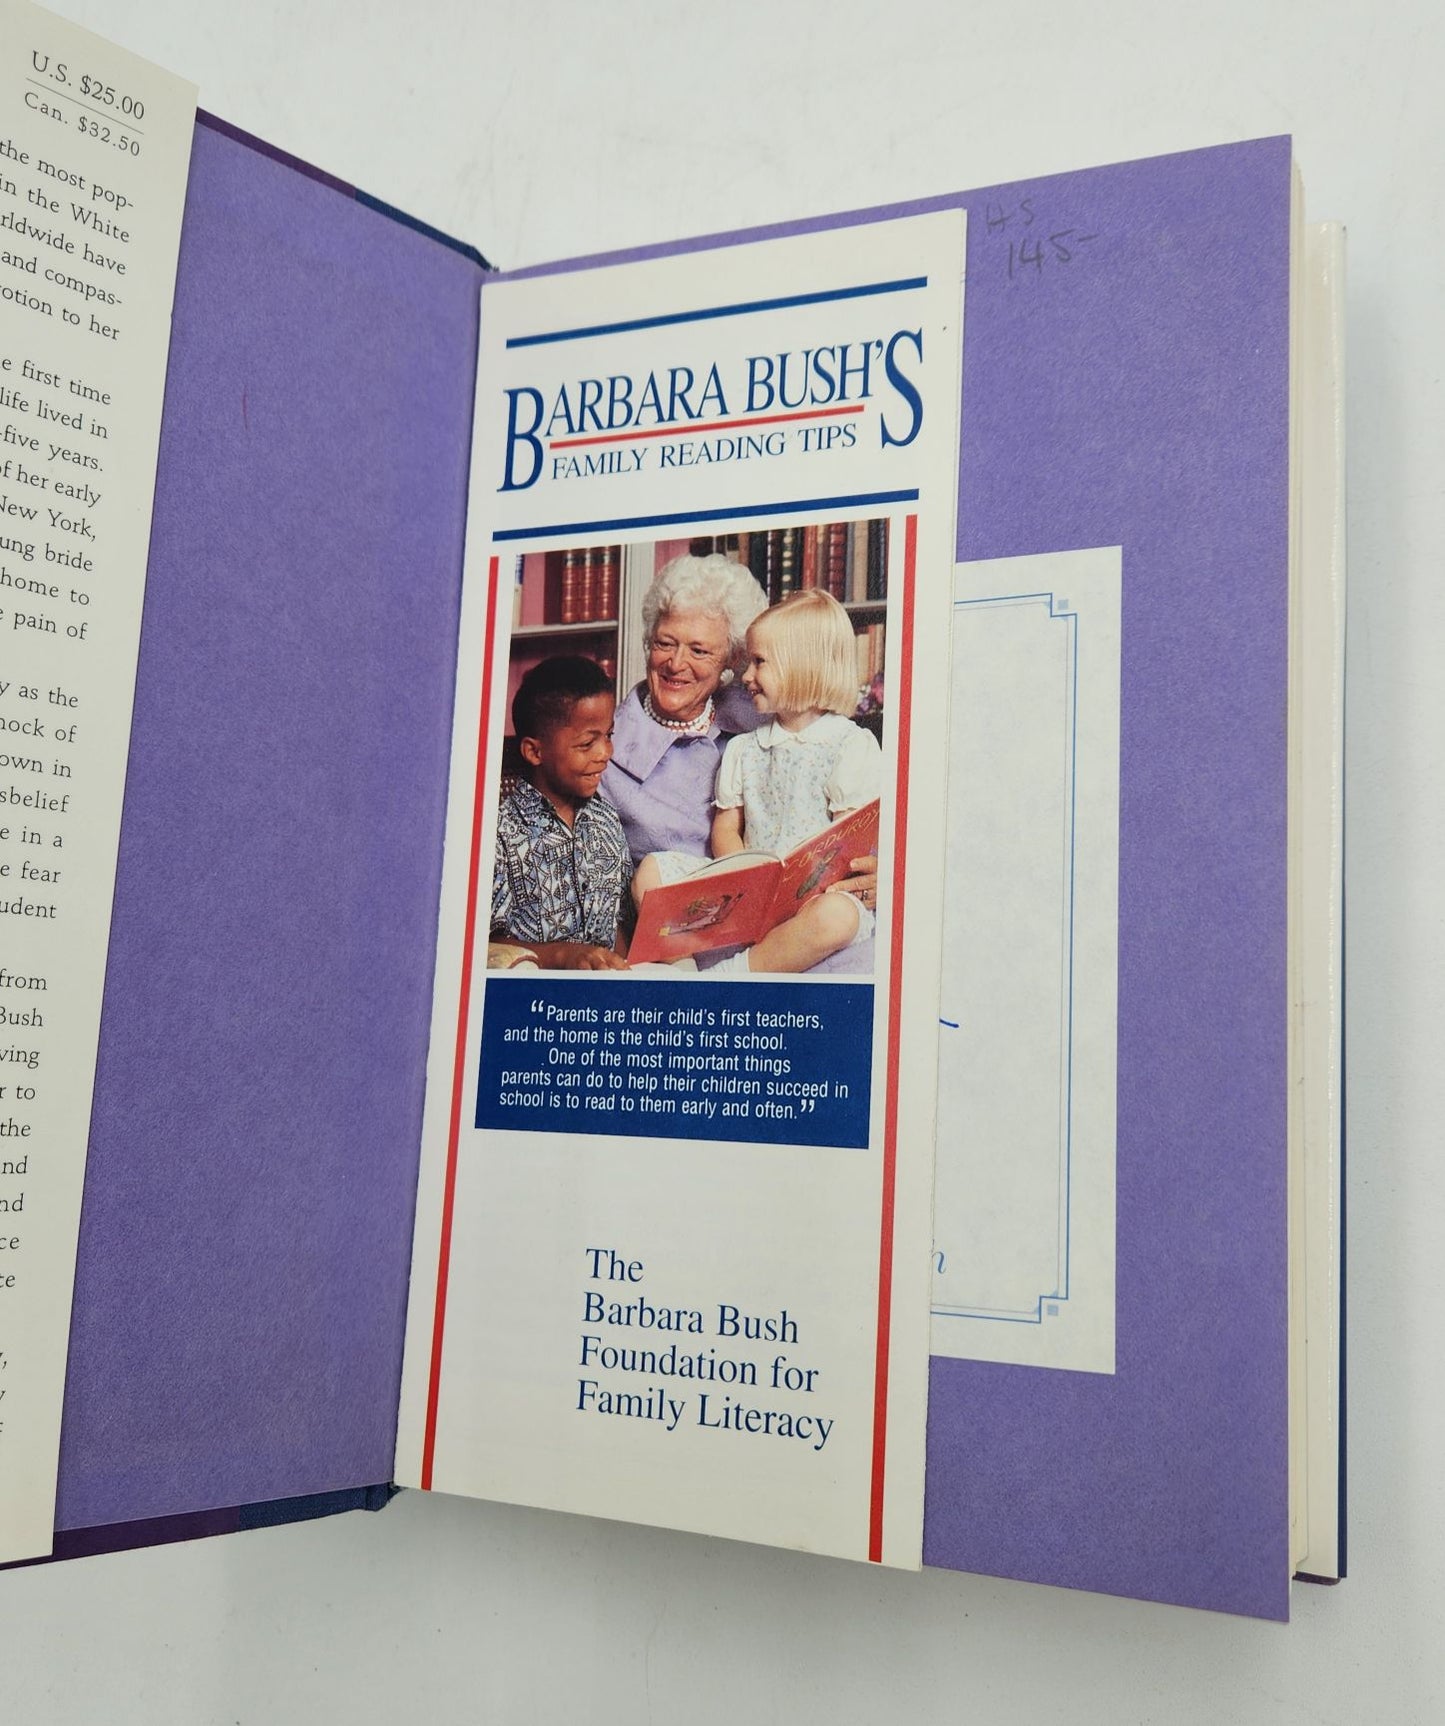 U.S. $25.00
Can. $32.50
the most pop-
in the White
rldwide have
and compas-
otion to her
e first time
life lived in
-five years.
of her early
New York,
ung bride
home to
e pain of
y as the
nock of
own in
sbelief
e in a
e fear
udent
from
Bush
ving
r to
the
nd
nd
ce
te
HS
145-
BARBARA BUSH'S
FAMILY READING TIPS
CORDUROY
“Parents are their child's first teachers,
and the home is the child's first school.
One of the most important things
parents can do to help their children succeed in
school is to read to them early and often.”
The
Barbara Bush
Foundation for
Family Literacy
h